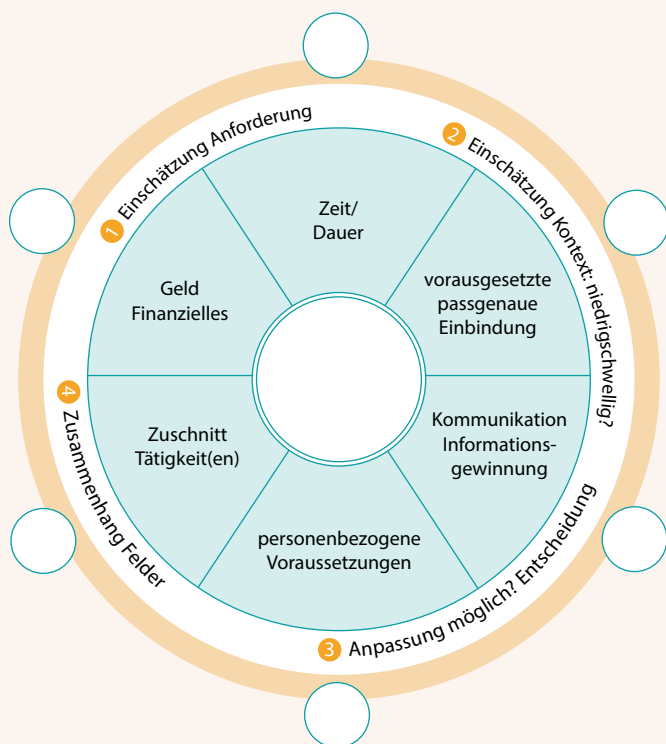 1 Einschätzung Anforderung
2 Einschätzung Kontext: niedrigschwellig?
3 Anpassung möglich? Entscheidung
4 Zusammenhang Felder
Zeit/
Dauer
vorausgesetzte
passgenaue
Einbindung
Kommunikation
Informations-
gewinnung
personenbezogene
Voraussetzungen
Zuschnitt
Tätigkeit(en)
Geld
Finanzielles